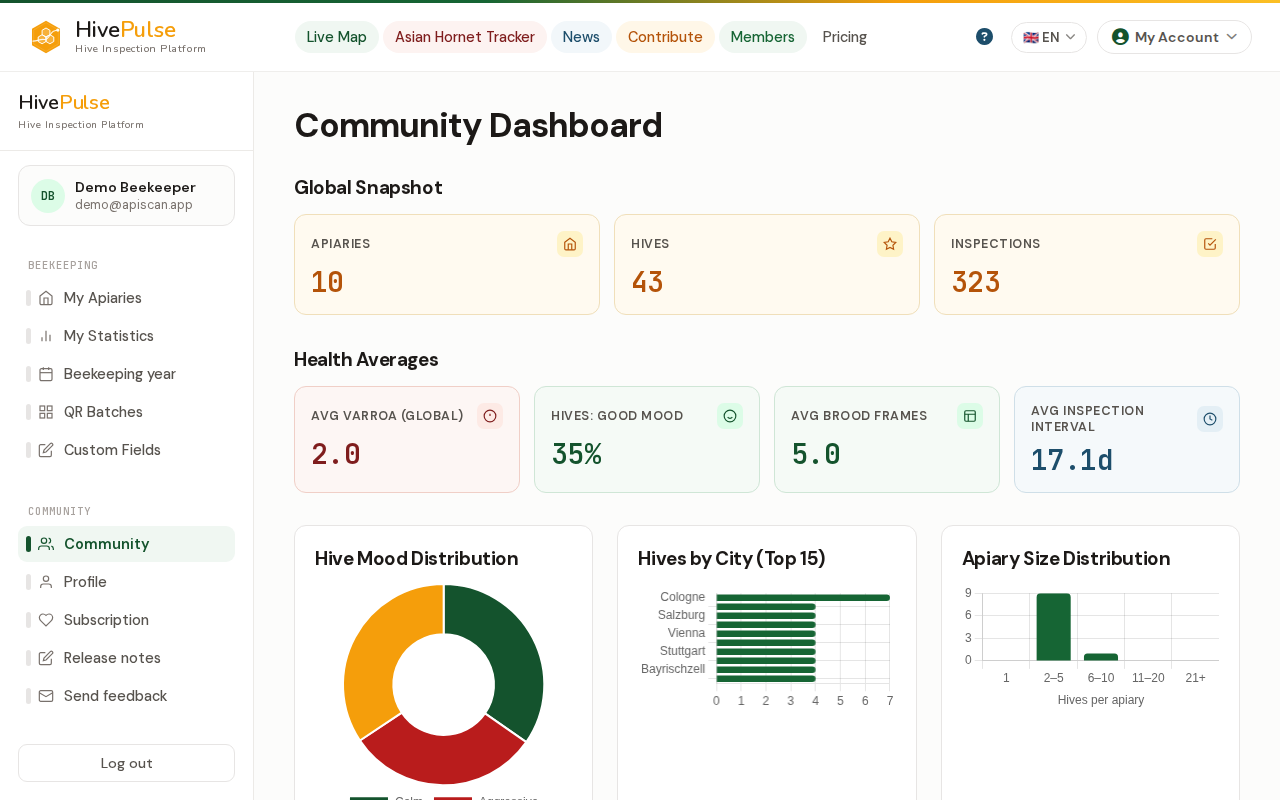 HivePulse
Hive Inspection Platform
Live Map
Asian Hornet Tracker
News
Contribute
Members
Pricing
?
EN
My Account
HivePulse
Hive Inspection Platform
DB
Demo Beekeeper
demo@apiscan.app
BEEKEEPING
My Apiaries
My Statistics
Beekeeping year
QR Batches
Custom Fields
COMMUNITY
Community
Profile
Subscription
Release notes
Send feedback
Log out
Community Dashboard
Global Snapshot
APIARIES
10
HIVES
43
INSPECTIONS
323
Health Averages
AVG VARROA (GLOBAL)
2.0
HIVES: GOOD MOOD
35%
AVG BROOD FRAMES
5.0
AVG INSPECTION
INTERVAL
17.1d
Hive Mood Distribution
Calm
Aggressive
Hives by City (Top 15)
Cologne
Salzburg
Vienna
Stuttgart
Bayrischzell
0 1 2 3 4 5 6 7
Apiary Size Distribution
9
6
3
0
1 2–5 6–10 11–20 21+
Hives per apiary